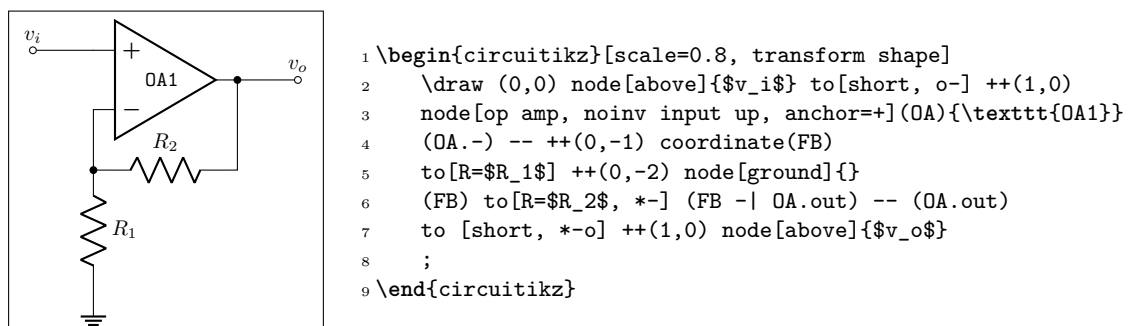 v_i
v_o
+
OA1
−
R_2
R_1
1 \begin{circuitikz}[scale=0.8, transform shape]
2 \draw (0,0) node[above]{$v_i$} to[short, o-] ++(1,0)
3 node[op amp, noinv input up, anchor=+](OA){\texttt{OA1}}
4 (OA.-) -- ++(0,-1) coordinate(FB)
5 to[R=$R_1$] ++(0,-2) node[ground]{}
6 (FB) to[R=$R_2$, *-] (FB -| OA.out) -- (OA.out)
7 to [short, *-o] ++(1,0) node[above]{$v_o$}
8 ;
9 \end{circuitikz}